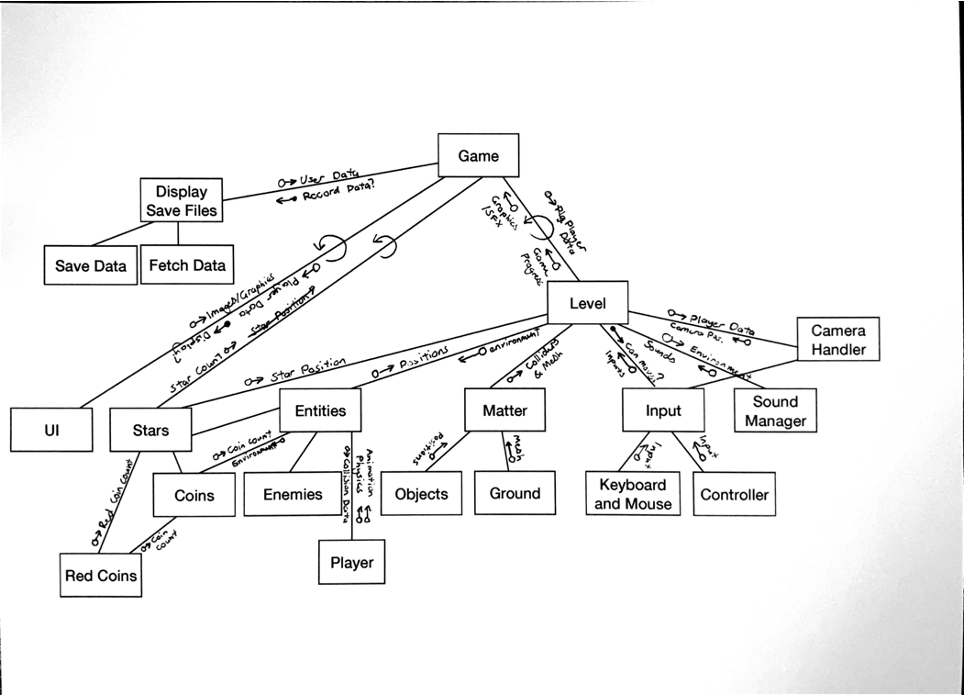 Game
User Data
Record Data?
Display
Save Files
Save Data
Fetch Data
Graphics
/SFX
Player
Data
Game
Progress
Images/Graphics
Player Data
Display
Star Position
Star Count?
Level
Player Data
Camera Pos.
Camera
Handler
Star Position
Positions
environment
Colliders
& Mesh
Can move?
Inputs
Sounds
Environment
UI
Stars
Entities
Matter
Input
Sound
Manager
Coin Count
Environment
Red Coin Count
Animation
Physics
Collision Data
Mesh
Input
Input
Coins
Enemies
Objects
Ground
Keyboard
and Mouse
Controller
Coin
Count
Red Coins
Player